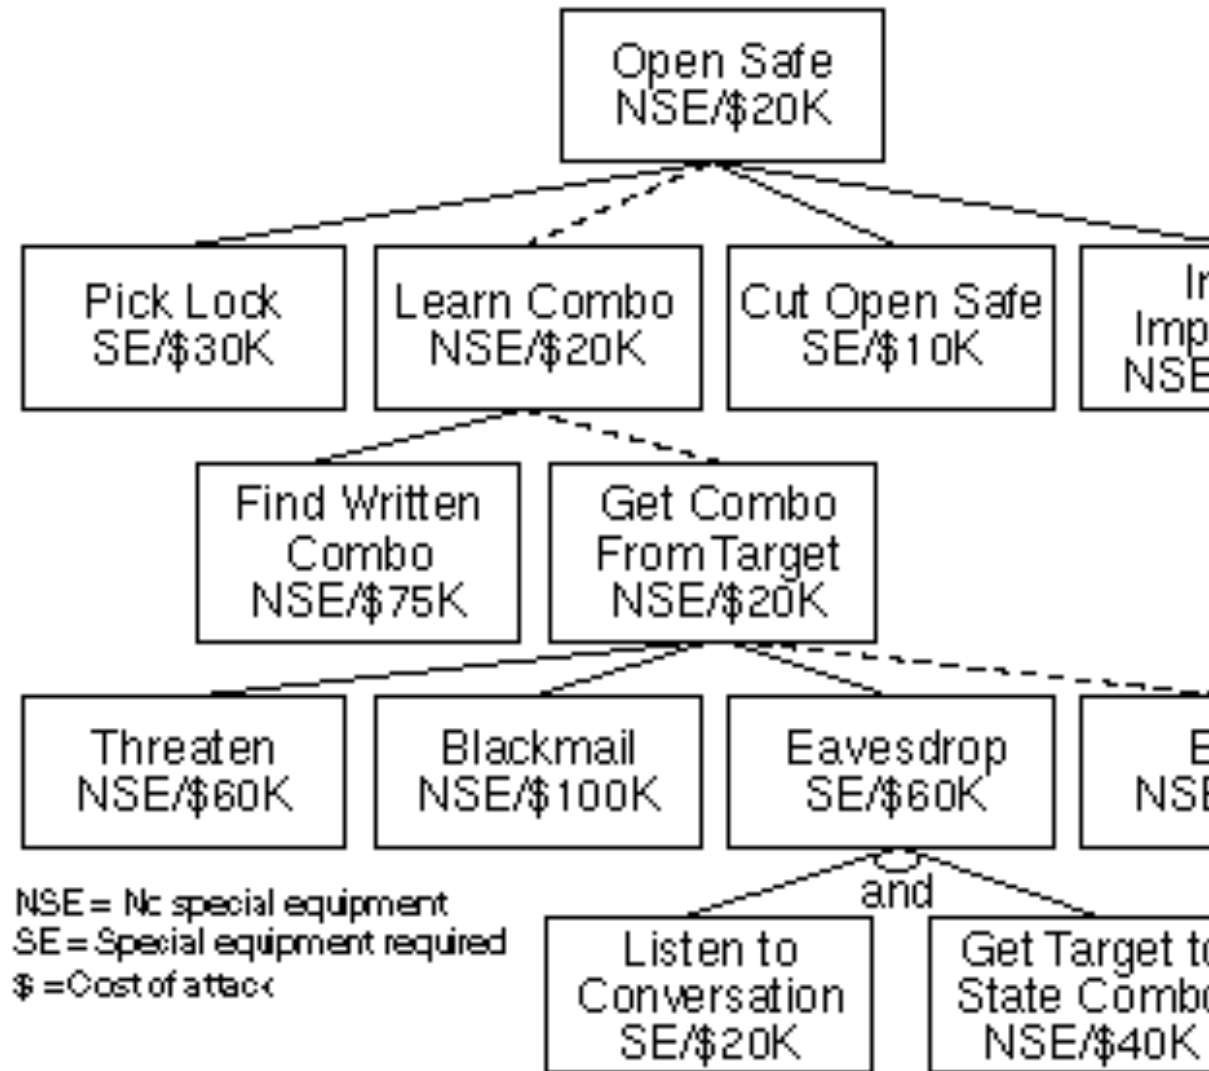 Open Safe
NSE/$20K
Pick Lock
SE/$30K
Learn Combo
NSE/$20K
Cut Open Safe
SE/$10K
NSE
Find Written
Combo
NSE/$75K
Get Combo
From Target
NSE/$20K
Threaten
NSE/$60K
Blackmail
NSE/$100K
Eavesdrop
SE/$60K
NSE
and
NSE = No special equipment
SE = Special equipment required
$ = Cost of attack
Listen to
Conversation
SE/$20K
Get Target to
State Combo
NSE/$40K